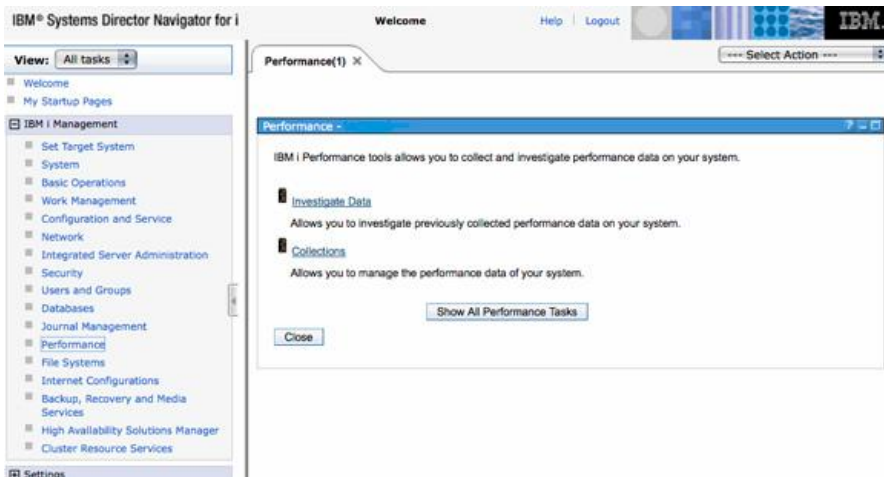 IBM® Systems Director Navigator for i
Welcome
Help
Logout
IBM.
View: All tasks
Welcome
My Startup Pages
IBM i Management
Set Target System
System
Basic Operations
Work Management
Configuration and Service
Network
Integrated Server Administration
Security
Users and Groups
Databases
Journal Management
Performance
File Systems
Internet Configurations
Backup, Recovery and Media
Services
High Availability Solutions Manager
Cluster Resource Services
Settings
Performance(1) ×
--- Select Action ---
Performance -
?
IBM i Performance tools allows you to collect and investigate performance data on your system.
Investigate Data
Allows you to investigate previously collected performance data on your system.
Collections
Allows you to manage the performance data of your system.
Show All Performance Tasks
Close